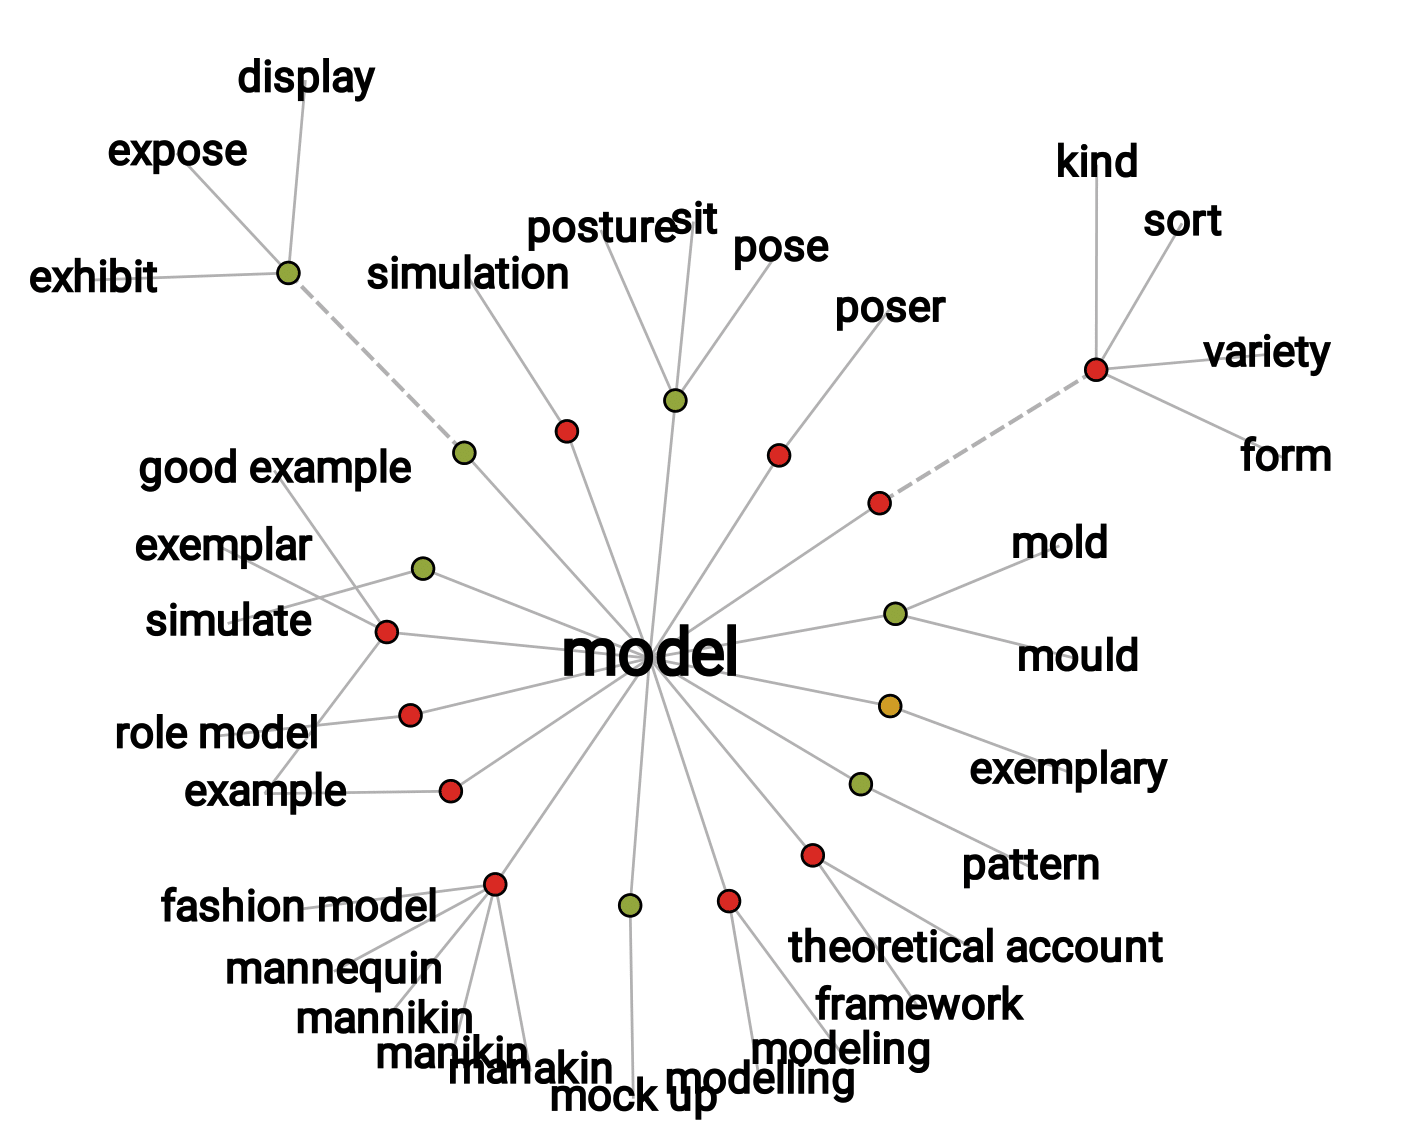 display
expose
kind
sort
sit
posture
pose
simulation
exhibit
poser
variety
form
good example
mold
exemplar
simulate
model
mould
role model
exemplary
example
pattern
fashion model
theoretical account
mannequin
framework
mannikin
modeling
manikin
manakin
modelling
mock up